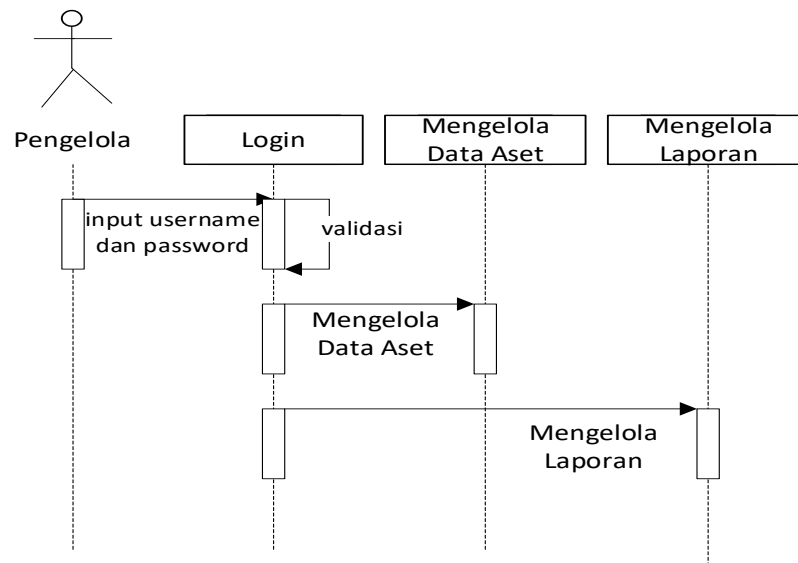 Pengelola
Login
Mengelola
Data Aset
Mengelola
Laporan
input username
dan password
validasi
Mengelola
Data Aset
Mengelola
Laporan